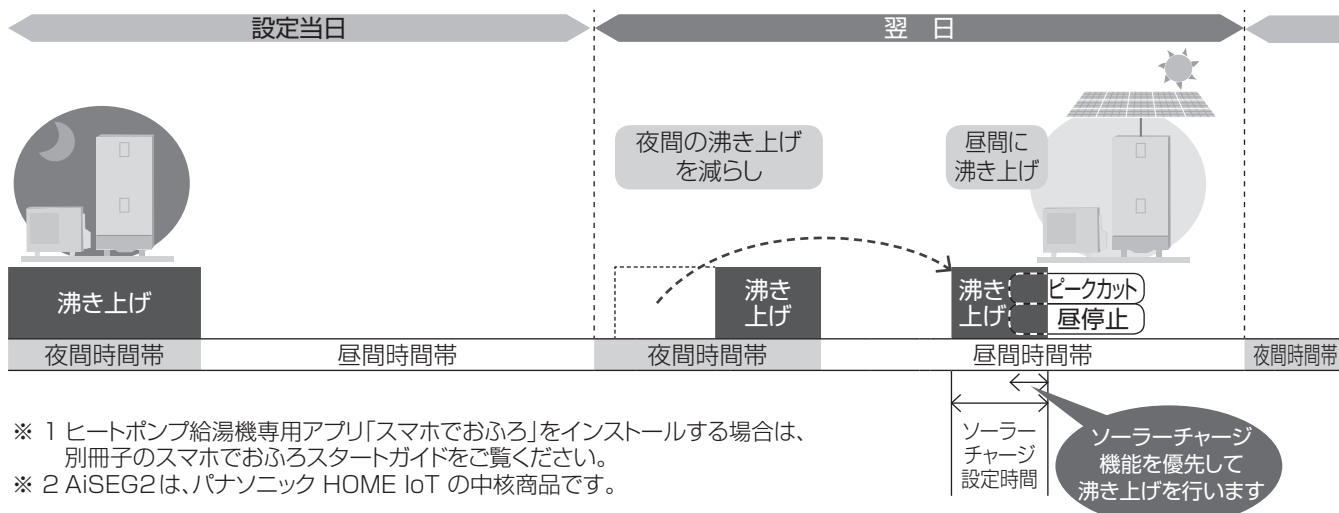 設定当日
翌 日
夜間の沸き上げ
を減らし
昼間に
沸き上げ
沸き上げ
沸き
上げ
沸き
上げ
ピークカット
昼停止
夜間時間帯
昼間時間帯
夜間時間帯
昼間時間帯
夜間時間帯
ソーラー
チャージ
設定時間
ソーラーチャージ
機能を優先して
沸き上げを行います
※ 1 ヒートポンプ給湯機専用アプリ「スマホでおふろ」をインストールする場合は、
別冊子のスマホでおふろスタートガイドをご覧ください。
※ 2 AiSEG2は、パナソニック HOME IoT の中核商品です。